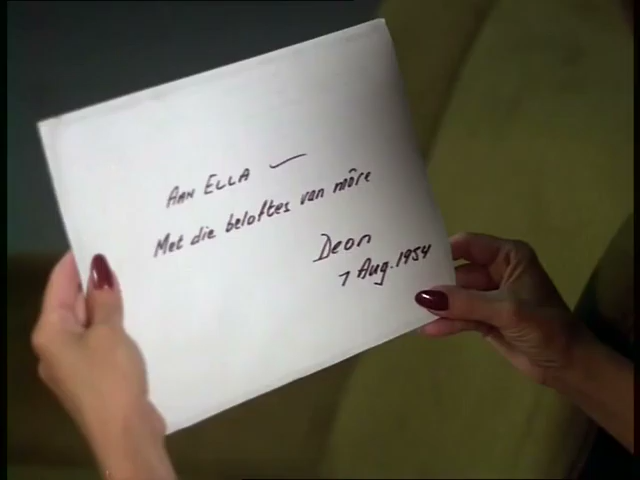 AAN ELLA –
Met die beloftes van môre
Deon
7 Aug. 1954